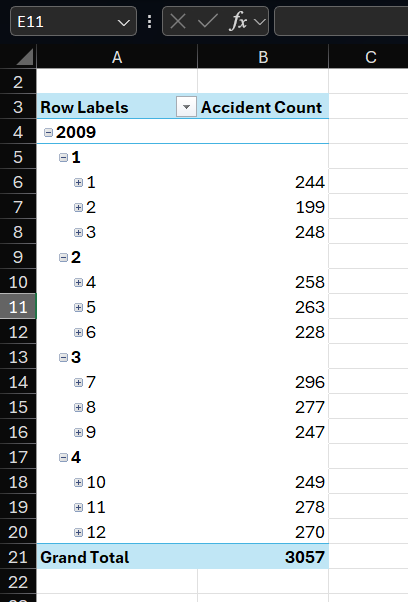 E11 fx
A B C
2
3 Row Labels Accident Count
4 2009
5 1
6 1 244
7 2 199
8 3 248
9 2
10 4 258
11 5 263
12 6 228
13 3
14 7 296
15 8 277
16 9 247
17 4
18 10 249
19 11 278
20 12 270
21 Grand Total 3057
22